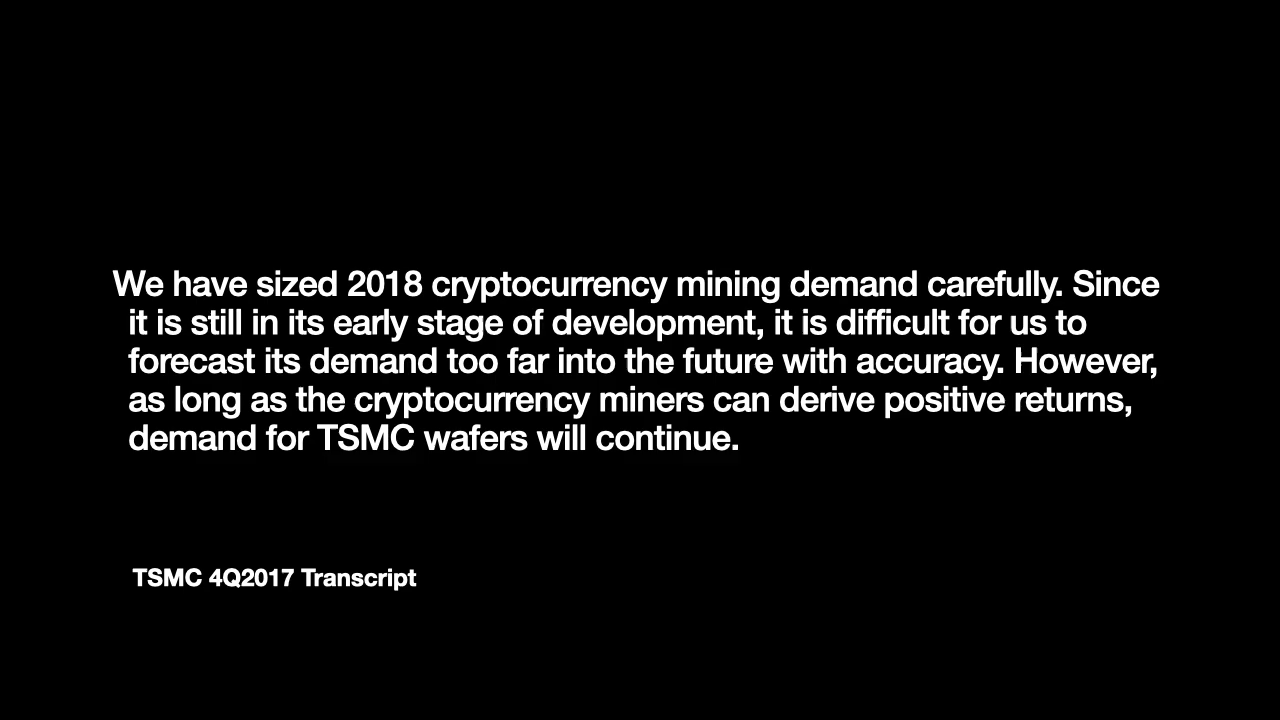 We have sized 2018 cryptocurrency mining demand carefully. Since
it is still in its early stage of development, it is difficult for us to
forecast its demand too far into the future with accuracy. However,
as long as the cryptocurrency miners can derive positive returns,
demand for TSMC wafers will continue.
TSMC 4Q2017 Transcript